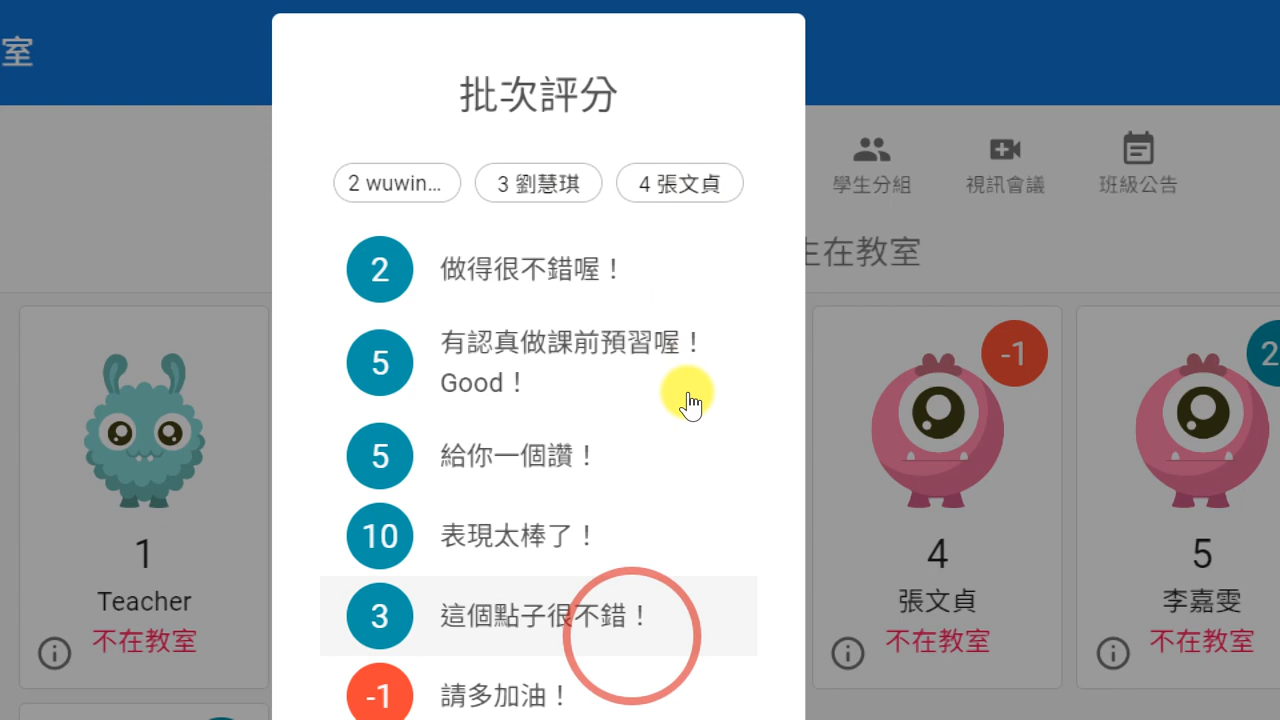 室
批次評分
2 wuwin...
3 劉慧琪
4 張文貞
2 做得很不錯喔！
5 有認真做課前預習喔！
Good！
5 給你一個讚！
10 表現太棒了！
3 這個點子很不錯！
-1 請多加油！
學生分組
視訊會議
班級公告
生在教室
1
Teacher
不在教室
-1
4
張文貞
不在教室
2
5
李嘉雯
不在教室